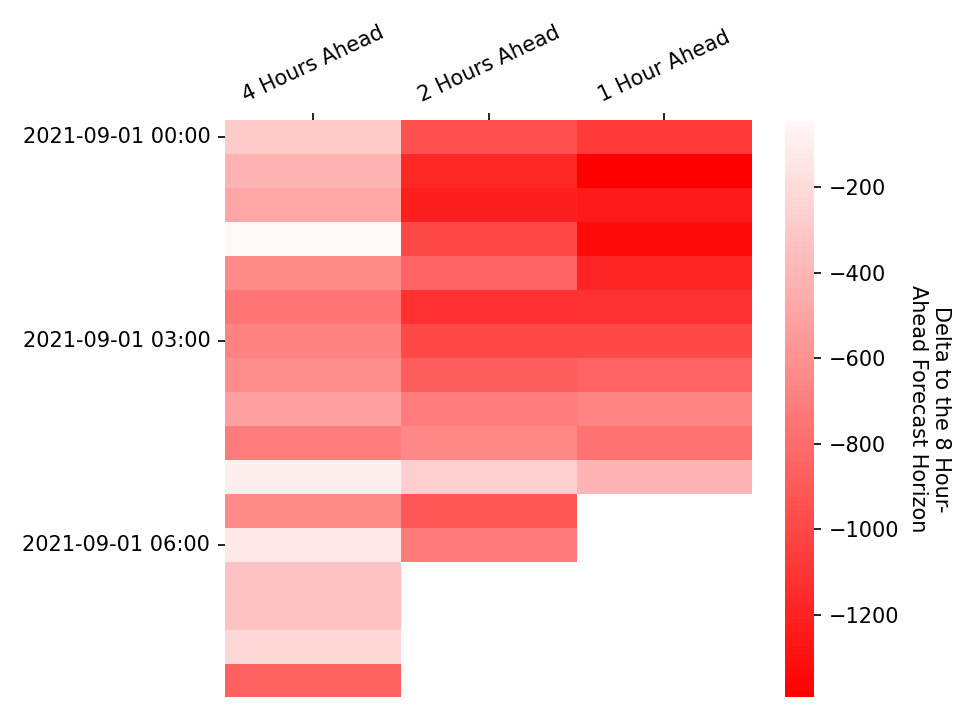 4 Hours Ahead
2 Hours Ahead
1 Hour Ahead
2021-09-01 00:00
2021-09-01 03:00
2021-09-01 06:00
−200
−400
−600
−800
−1000
−1200
Delta to the 8 Hour-
Ahead Forecast Horizon